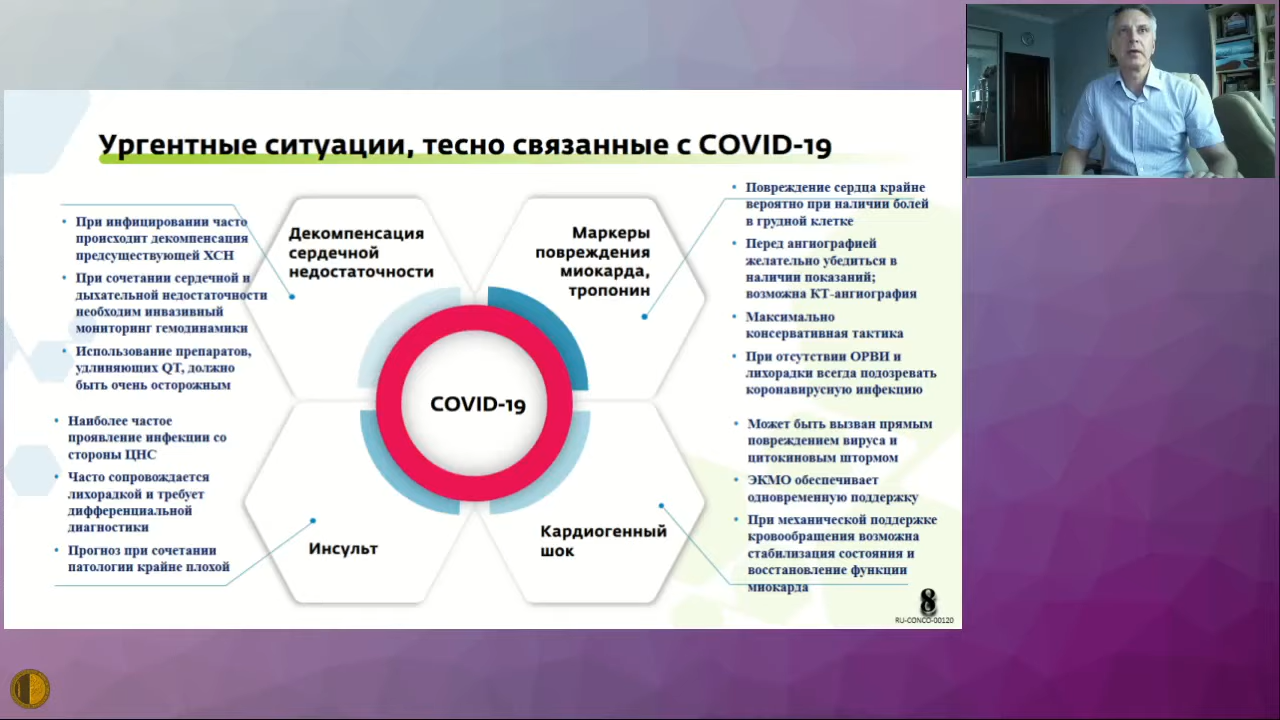 Ургентные ситуации, тесно связанные с COVID-19
• При инфицировании часто
происходит декомпенсация
предсуществующей ХСН
• При сочетании сердечной и
дыхательной недостаточности
необходим инвазивный
мониторинг гемодинамики
• Использование препаратов,
удлиняющих QT, должно
быть очень осторожным
Декомпенсация
сердечной
недостаточности
Маркеры
повреждения
миокарда,
тропонин
• Повреждение сердца крайне
вероятно при наличии болей
в грудной клетке
• Перед ангиографией
желательно убедиться в
наличии показаний;
возможна КТ-ангиография
• Максимально
консервативная тактика
• При отсутствии ОРВИ и
лихорадки всегда подозревать
коронавирусную инфекцию
COVID-19
• Наиболее частое
проявление инфекции со
стороны ЦНС
• Часто сопровождается
лихорадкой и требует
дифференциальной
диагностики
• Прогноз при сочетании
патологии крайне плохой
Инсульт
Кардиогенный
шок
• Может быть вызван прямым
повреждением вируса и
цитокиновым штормом
• ЭКМО обеспечивает
одновременную поддержку
• При механической поддержке
кровообращения возможна
стабилизация состояния и
восстановление функции
миокарда
8
RU-CONCO-00120